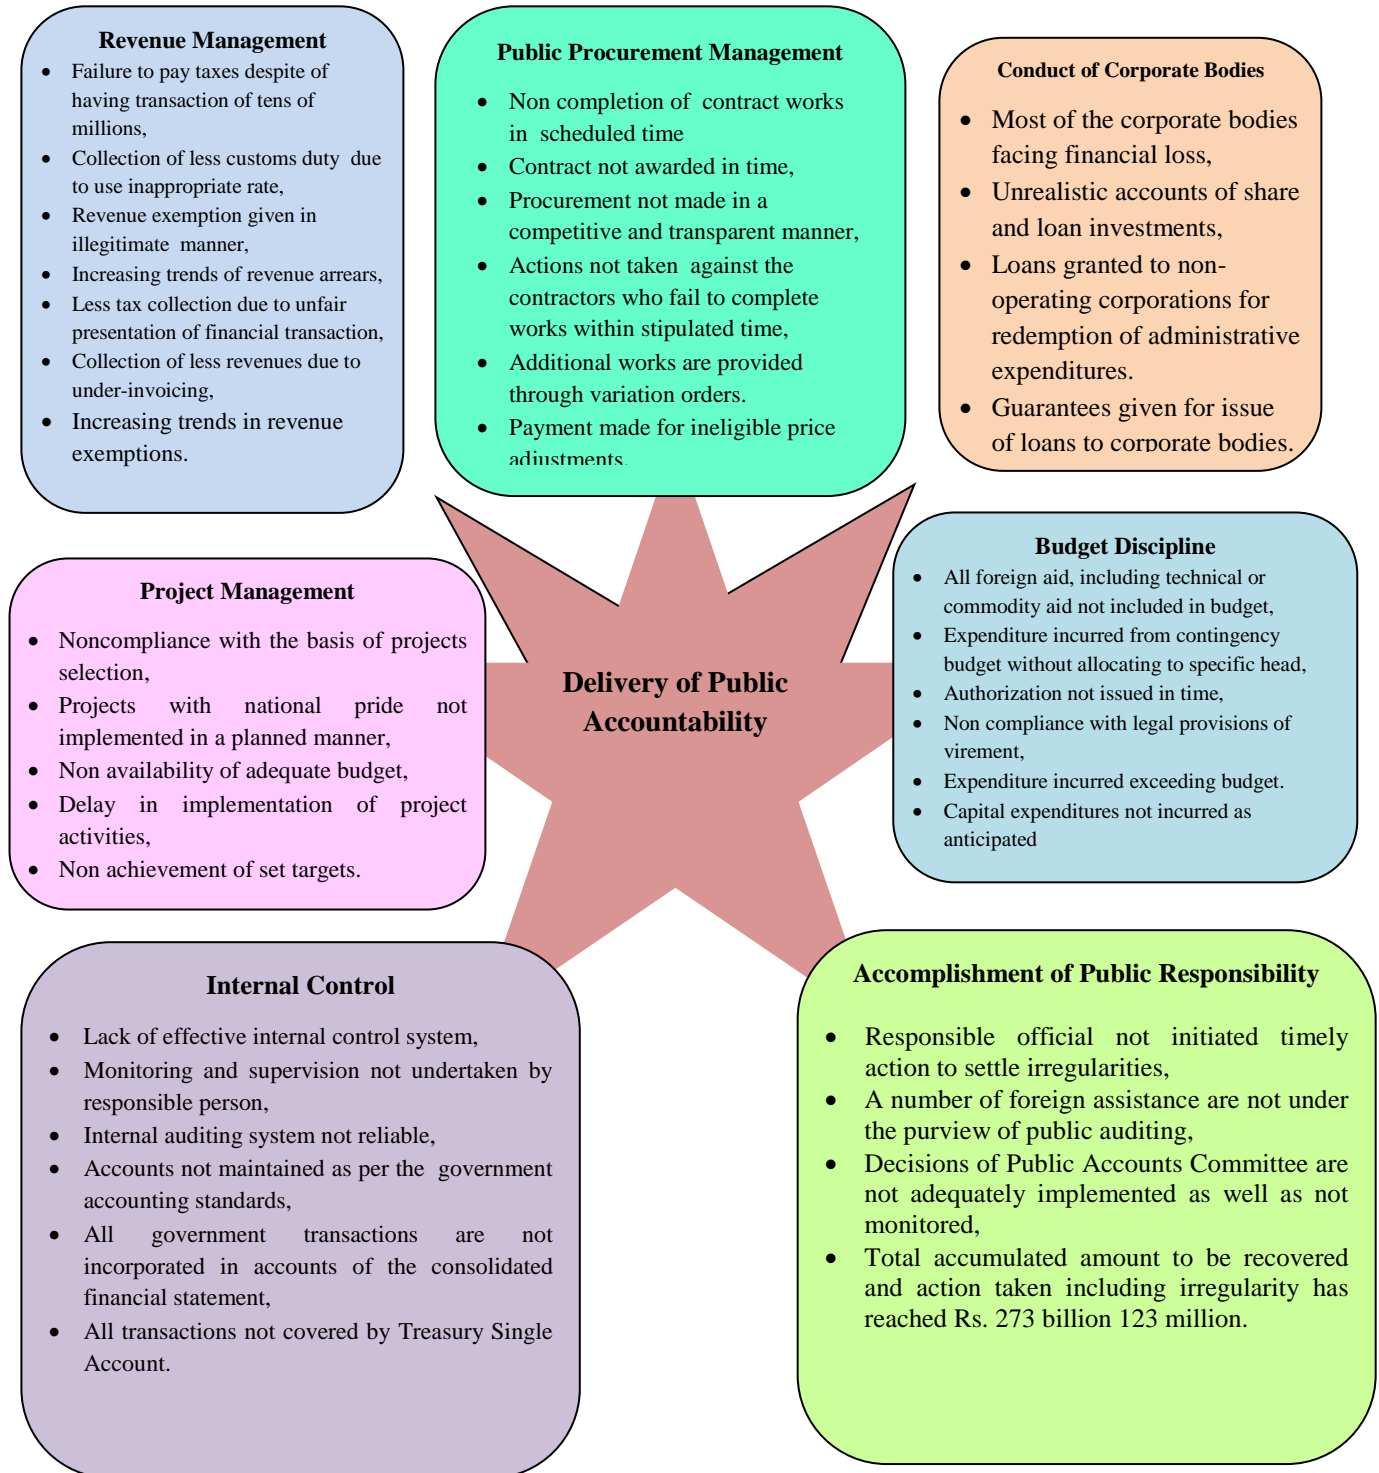 Revenue Management
• Failure to pay taxes despite of
having transaction of tens of
millions,
• Collection of less customs duty due
to use inappropriate rate,
• Revenue exemption given in
illegitimate manner,
• Increasing trends of revenue arrears,
• Less tax collection due to unfair
presentation of financial transaction,
• Collection of less revenues due to
under-invoicing,
• Increasing trends in revenue
exemptions.
Public Procurement Management
• Non completion of contract works
in scheduled time
• Contract not awarded in time,
• Procurement not made in a
competitive and transparent manner,
• Actions not taken against the
contractors who fail to complete
works within stipulated time,
• Additional works are provided
through variation orders.
• Payment made for ineligible price
adjustments.
Conduct of Corporate Bodies
• Most of the corporate bodies
facing financial loss,
• Unrealistic accounts of share
and loan investments,
• Loans granted to non-
operating corporations for
redemption of administrative
expenditures.
• Guarantees given for issue
of loans to corporate bodies.
Project Management
• Noncompliance with the basis of projects
selection,
• Projects with national pride not
implemented in a planned manner,
• Non availability of adequate budget,
• Delay in implementation of project
activities,
• Non achievement of set targets.
Delivery of Public
Accountability
Budget Discipline
• All foreign aid, including technical or
commodity aid not included in budget,
• Expenditure incurred from contingency
budget without allocating to specific head,
• Authorization not issued in time,
• Non compliance with legal provisions of
virement,
• Expenditure incurred exceeding budget.
• Capital expenditures not incurred as
anticipated
Internal Control
• Lack of effective internal control system,
• Monitoring and supervision not undertaken by
responsible person,
• Internal auditing system not reliable,
• Accounts not maintained as per the government
accounting standards,
• All government transactions are not
incorporated in accounts of the consolidated
financial statement,
• All transactions not covered by Treasury Single
Account.
Accomplishment of Public Responsibility
• Responsible official not initiated timely
action to settle irregularities,
• A number of foreign assistance are not under
the purview of public auditing,
• Decisions of Public Accounts Committee are
not adequately implemented as well as not
monitored,
• Total accumulated amount to be recovered
and action taken including irregularity has
reached Rs. 273 billion 123 million.